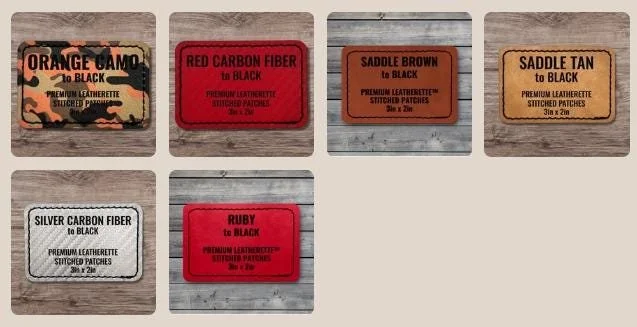 ORANGE CAMO
to BLACK
PREMIUM LEATHERETTE
STITCHED PATCHES
3in x 2in
RED CARBON FIBER
to BLACK
PREMIUM LEATHERETTE
STITCHED PATCHES
3in x 2in
SADDLE BROWN
to BLACK
PREMIUM LEATHERETTE™
STITCHED PATCHES
3in x 2in
SADDLE TAN
to BLACK
PREMIUM LEATHERETTE
STITCHED PATCHES
3in x 2in
SILVER CARBON FIBER
to BLACK
PREMIUM LEATHERETTE
STITCHED PATCHES
3in x 2in
RUBY
to BLACK
PREMIUM LEATHERETTE™
STITCHED PATCHES
3in x 2in